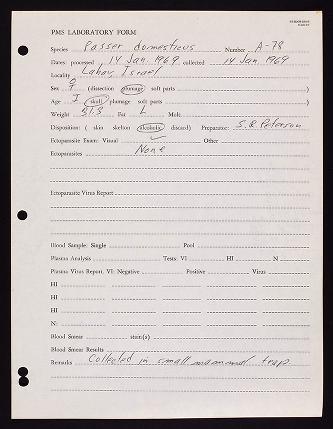 PMS LABORATORY FORM
Species Passer domesticus Number A-78
Dates: processed 14 Jan. 1969 collected 14 Jan 1969
Locality Lahav Israel
Sex ♀ (dissection plumage soft parts )
Age I (skull plumage soft parts )
Weight Fat L Molt
Disposition: ( skin skelton alcoholic discard) Preparator:
Ectoparasite Exam: Visual ✓ Other
Ectoparasites None
Ectoparasite Virus Report
Blood Sample: Single Pool
Plasma Analysis Tests: VI HI N
Plasma Virus Report, VI: Negative Positive Virus
HI
HI
HI
N:
Blood Smear stain(s)
Blood Smear Results
Remarks Collected in small mammal trap